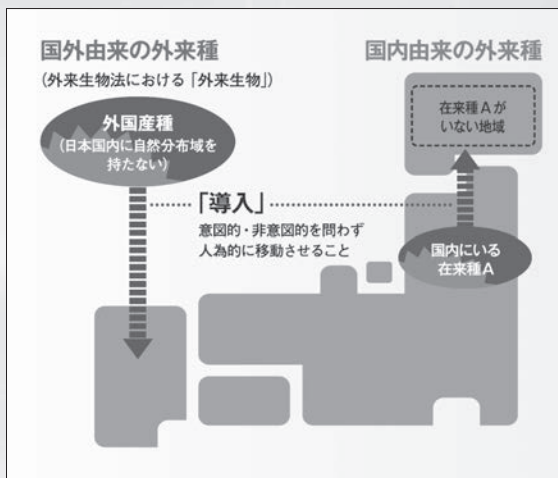 国外由来の外来種
(外来生物法における「外来生物」)
外国産種
(日本国内に自然分布域を
持たない)
国内由来の外来種
在来種Aが
いない地域
「導入」
意図的・非意図的を問わず
人為的に移動させること
国内にいる
在来種A